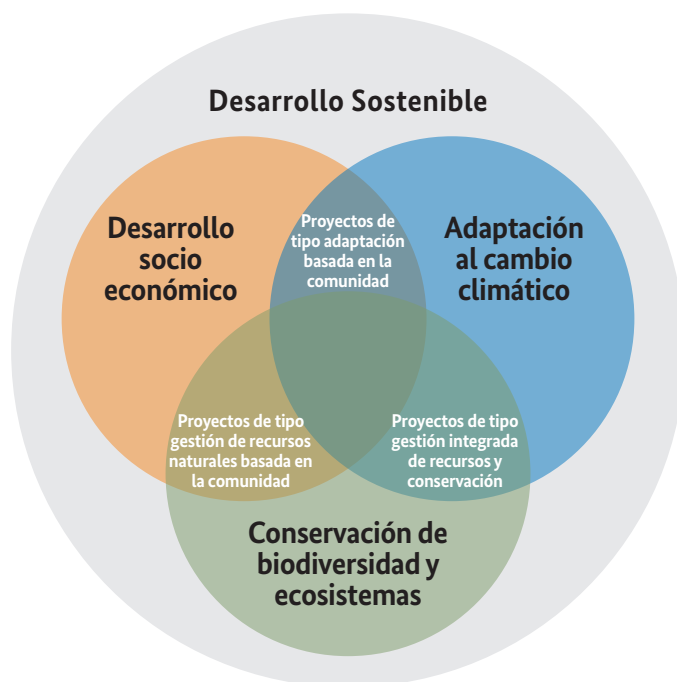 Desarrollo Sostenible
Desarrollo
socio
económico
Proyectos de
tipo adaptación
basada en la
comunidad
Adaptación
al cambio
climático
Proyectos de tipo
gestión de recursos
naturales basada en
la comunidad
Proyectos de tipo
gestión integrada
de recursos y
conservación
Conservación de
biodiversidad y
ecosistemas